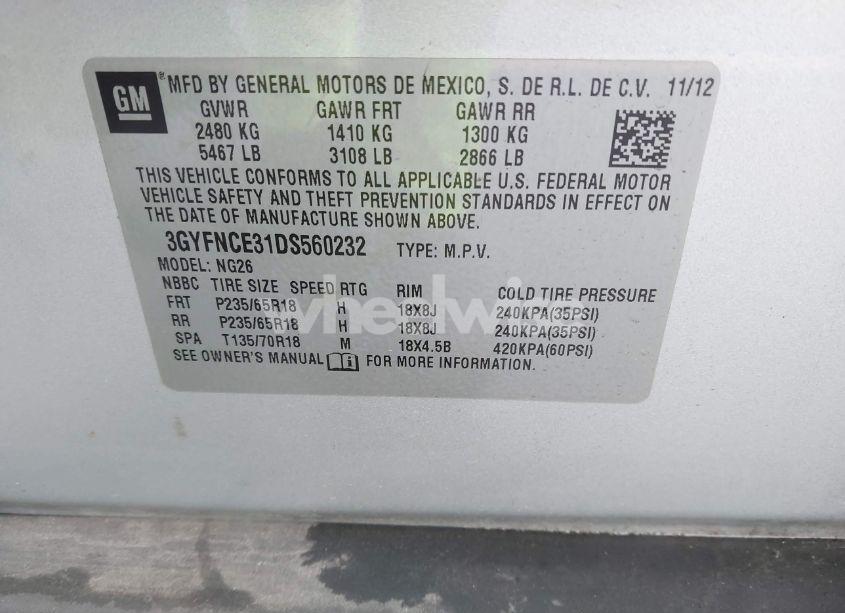 GM ® MFD BY GENERAL MOTORS DE MEXICO, S. DE R.L. DE C.V. 11/12
GVWR GAWR FRT GAWR RR
2480 KG 1410 KG 1300 KG
5467 LB 3108 LB 2866 LB
THIS VEHICLE CONFORMS TO ALL APPLICABLE U.S. FEDERAL MOTOR
VEHICLE SAFETY AND THEFT PREVENTION STANDARDS IN EFFECT ON
THE DATE OF MANUFACTURE SHOWN ABOVE.
3GYFNCE31DS560232 TYPE: M.P.V.
MODEL: NG26
NBBC TIRE SIZE SPEED RTG RIM COLD TIRE PRESSURE
FRT P235/65R18 H 18X8J 240KPA(35PSI)
RR P235/65R18 H 18X8J 240KPA(35PSI)
SPA T135/70R18 M 18X4.5B 420KPA(60PSI)
SEE OWNER'S MANUAL FOR MORE INFORMATION.